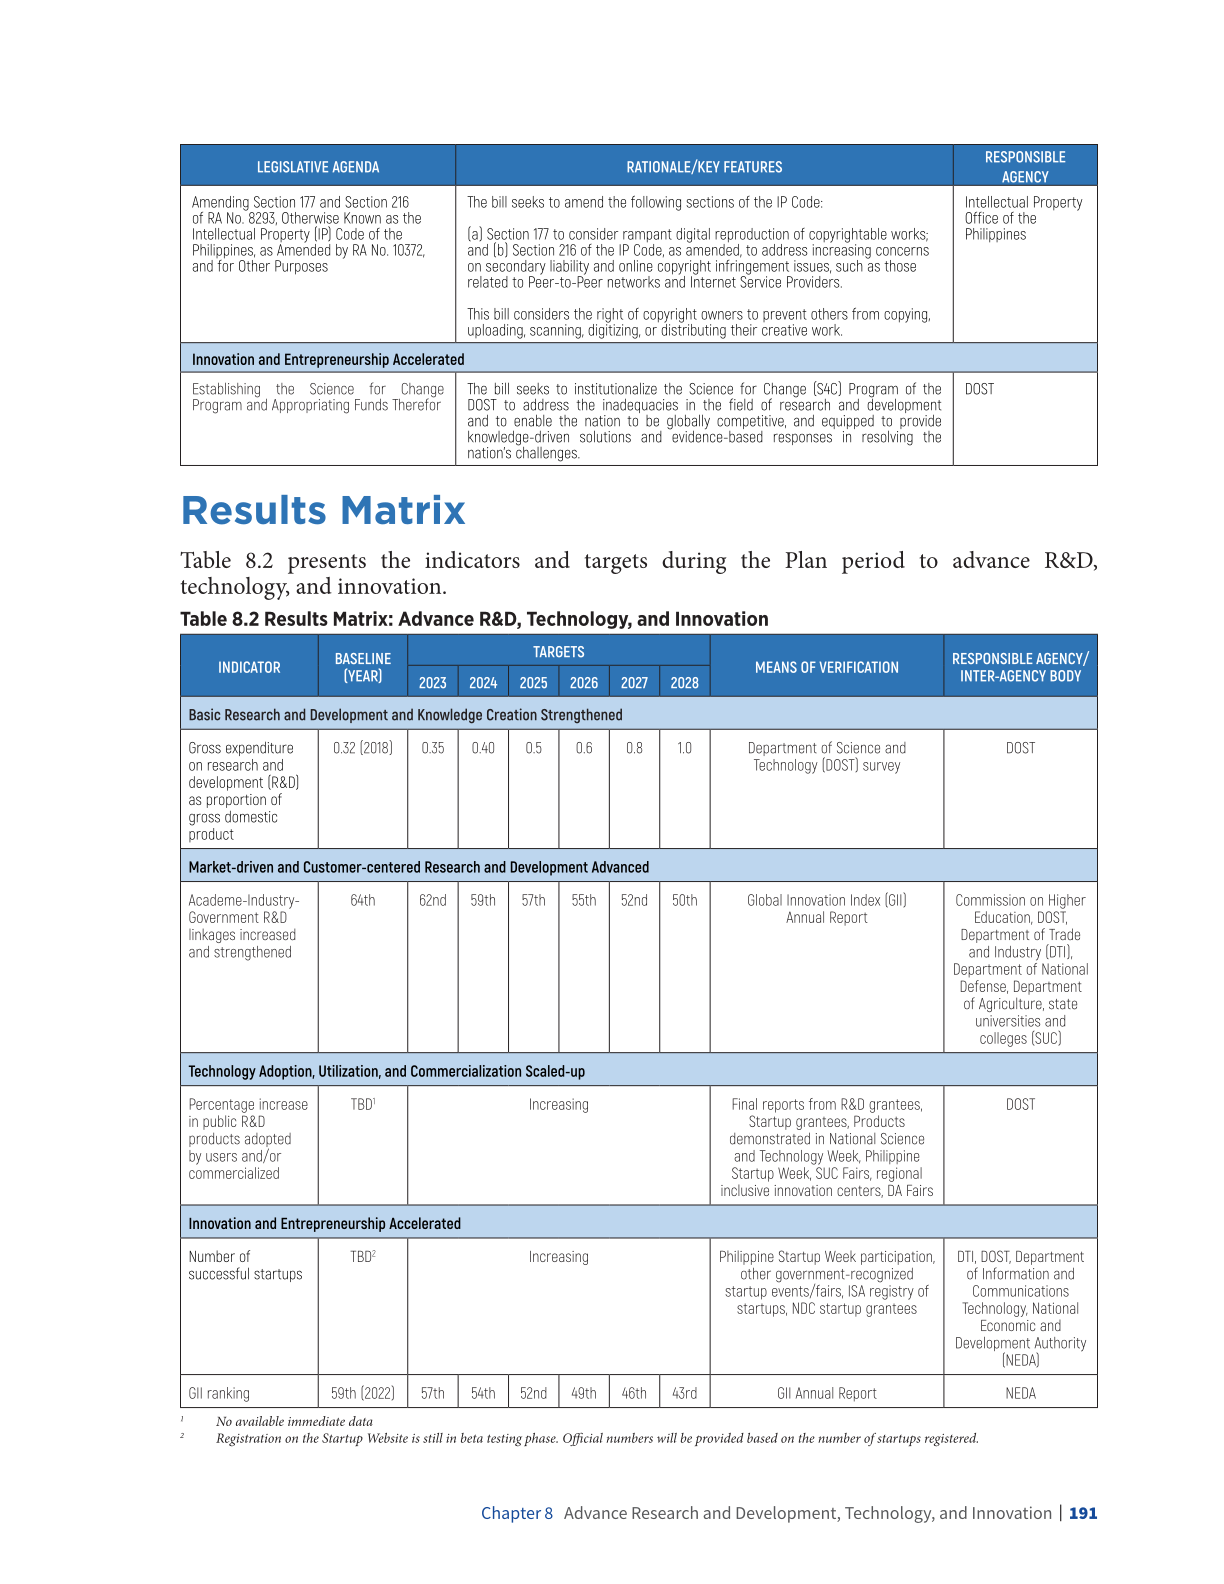 LEGISLATIVE AGENDA
RATIONALE/KEY FEATURES
RESPONSIBLE
AGENCY
Amending Section 177 and Section 216
of RA No. 8293, Otherwise Known as the
Intellectual Property (IP) Code of the
Philippines, as Amended by RA No. 10372,
and for Other Purposes
The bill seeks to amend the following sections of the IP Code:
(a) Section 177 to consider rampant digital reproduction of copyrightable works;
and (b) Section 216 of the IP Code, as amended, to address increasing concerns
on secondary liability and online copyright infringement issues, such as those
related to Peer-to-Peer networks and Internet Service Providers.
This bill considers the right of copyright owners to prevent others from copying,
uploading, scanning, digitizing, or distributing their creative work.
Intellectual Property
Office of the
Philippines
Innovation and Entrepreneurship Accelerated
Establishing the Science for Change
Program and Appropriating Funds Therefor
The bill seeks to institutionalize the Science for Change (S4C) Program of the
DOST to address the inadequacies in the field of research and development
and to enable the nation to be globally competitive, and equipped to provide
knowledge-driven solutions and evidence-based responses in resolving the
nation's challenges.
DOST
Results Matrix
Table 8.2 presents the indicators and targets during the Plan period to advance R&D,
technology, and innovation.
Table 8.2 Results Matrix: Advance R&D, Technology, and Innovation
INDICATOR
BASELINE
(YEAR)
TARGETS
2023 2024 2025 2026 2027 2028
MEANS OF VERIFICATION
RESPONSIBLE AGENCY/
INTER-AGENCY BODY
Basic Research and Development and Knowledge Creation Strengthened
Gross expenditure
on research and
development (R&D)
as proportion of
gross domestic
product
0.32 (2018) 0.35 0.40 0.5 0.6 0.8 1.0
Department of Science and
Technology (DOST) survey
DOST
Market-driven and Customer-centered Research and Development Advanced
Academe-Industry-
Government R&D
linkages increased
and strengthened
64th 62nd 59th 57th 55th 52nd 50th
Global Innovation Index (GII)
Annual Report
Commission on Higher
Education, DOST,
Department of Trade
and Industry (DTI),
Department of National
Defense, Department
of Agriculture, state
universities and
colleges (SUC)
Technology Adoption, Utilization, and Commercialization Scaled-up
Percentage increase
in public R&D
products adopted
by users and/or
commercialized
TBD¹
Increasing
Final reports from R&D grantees,
Startup grantees, Products
demonstrated in National Science
and Technology Week, Philippine
Startup Week, SUC Fairs, regional
inclusive innovation centers, DA Fairs
DOST
Innovation and Entrepreneurship Accelerated
Number of
successful startups
TBD²
Increasing
Philippine Startup Week participation,
other government-recognized
startup events/fairs, ISA registry of
startups, NDC startup grantees
DTI, DOST, Department
of Information and
Communications
Technology, National
Economic and
Development Authority
(NEDA)
GII ranking 59th (2022) 57th 54th 52nd 49th 46th 43rd GII Annual Report NEDA
¹ No available immediate data
² Registration on the Startup Website is still in beta testing phase. Official numbers will be provided based on the number of startups registered.
Chapter 8 Advance Research and Development, Technology, and Innovation | 191